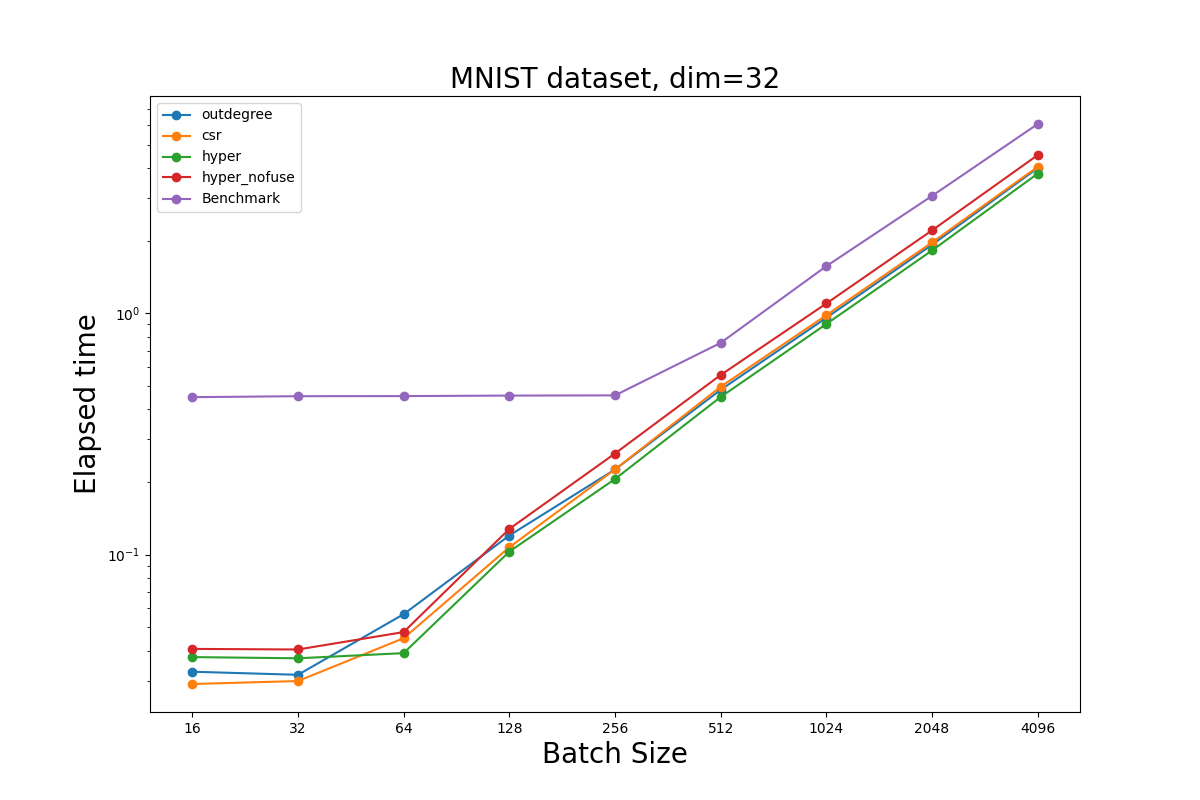 MNIST dataset, dim=32
outdegree
csr
hyper
hyper_nofuse
Benchmark
Elapsed time
10⁰
10⁻¹
16 32 64 128 256 512 1024 2048 4096
Batch Size